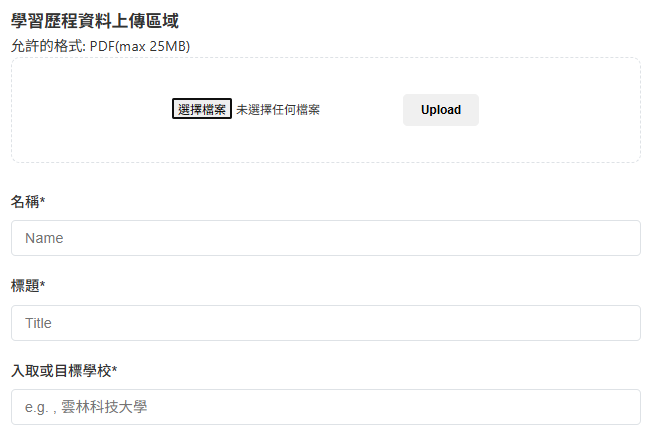 學習歷程資料上傳區域
允許的格式: PDF(max 25MB)
選擇檔案 未選擇任何檔案 Upload
名稱*
Name
標題*
Title
入取或目標學校*
e.g. , 雲林科技大學